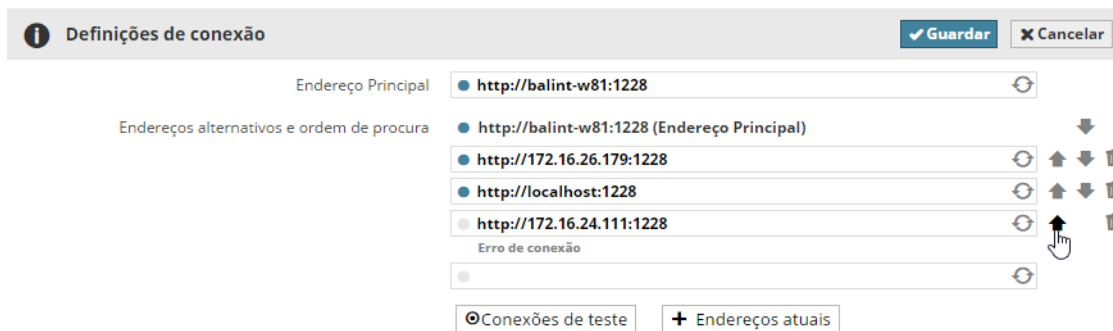 Definições de conexão
Guardar
Cancelar
Endereço Principal
http://balint-w81:1228
Endereços alternativos e ordem de procura
http://balint-w81:1228 (Endereço Principal)
http://172.16.26.179:1228
http://localhost:1228
http://172.16.24.111:1228
Erro de conexão
Conexões de teste
Endereços atuais